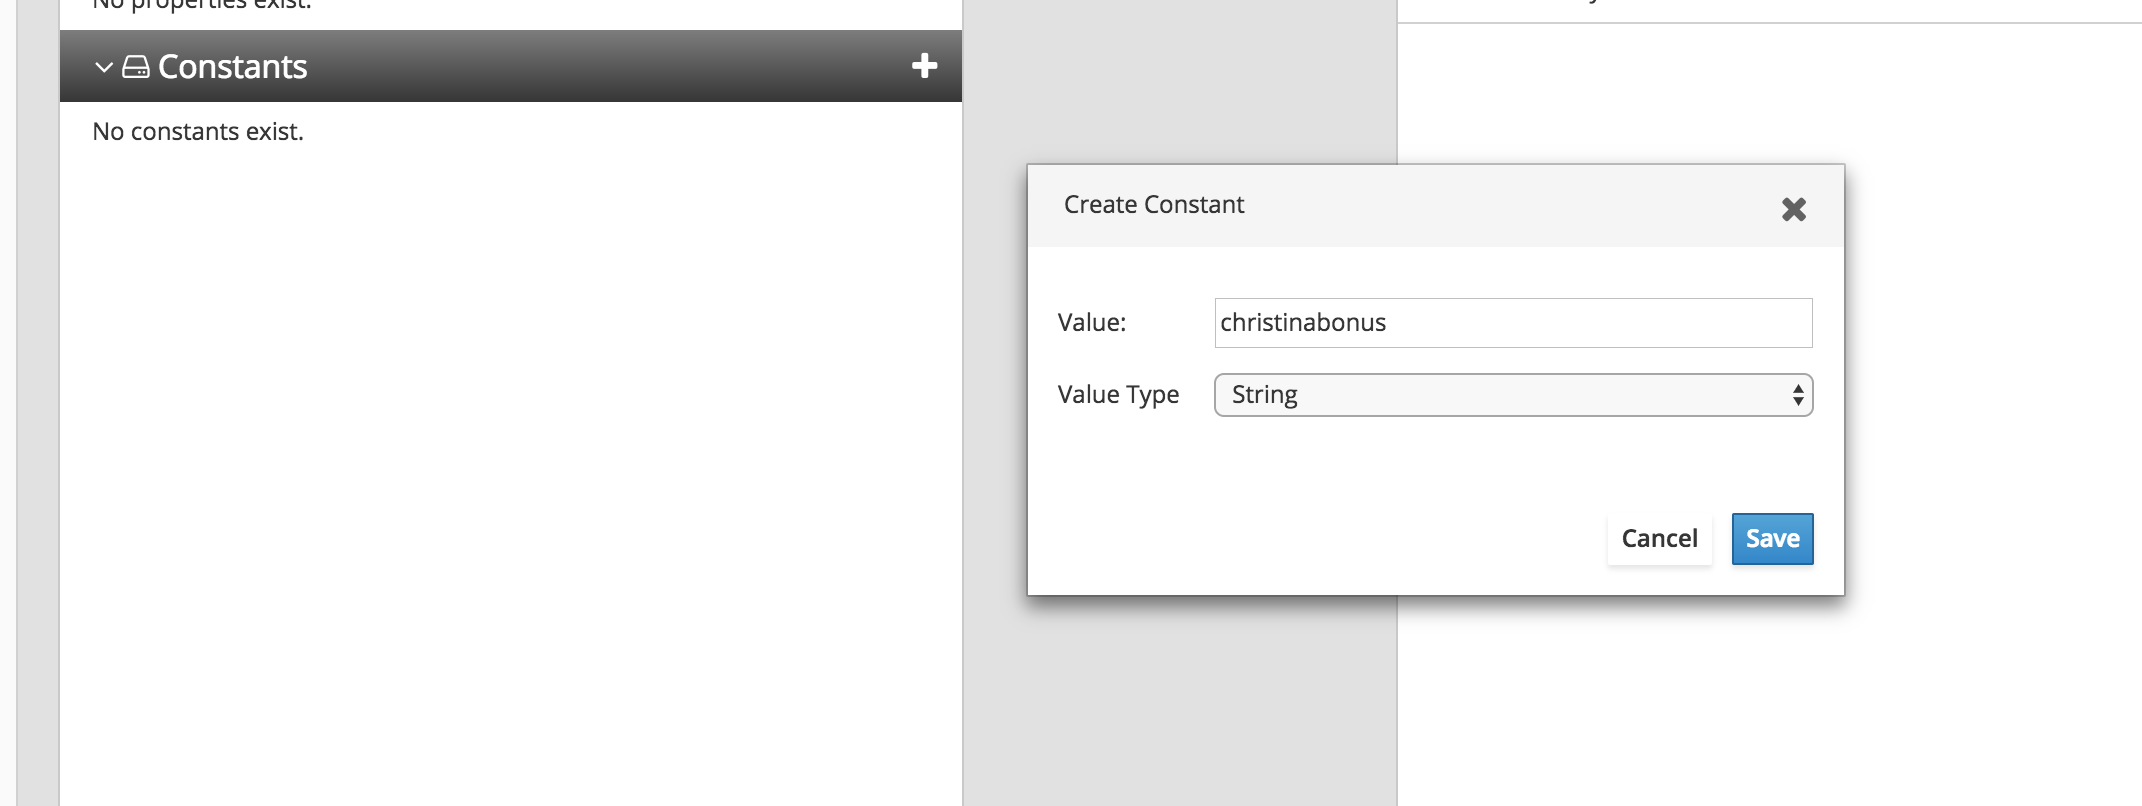 No properties exist.
Constants
No constants exist.
Create Constant
Value: christinabonus
Value Type String
Cancel Save